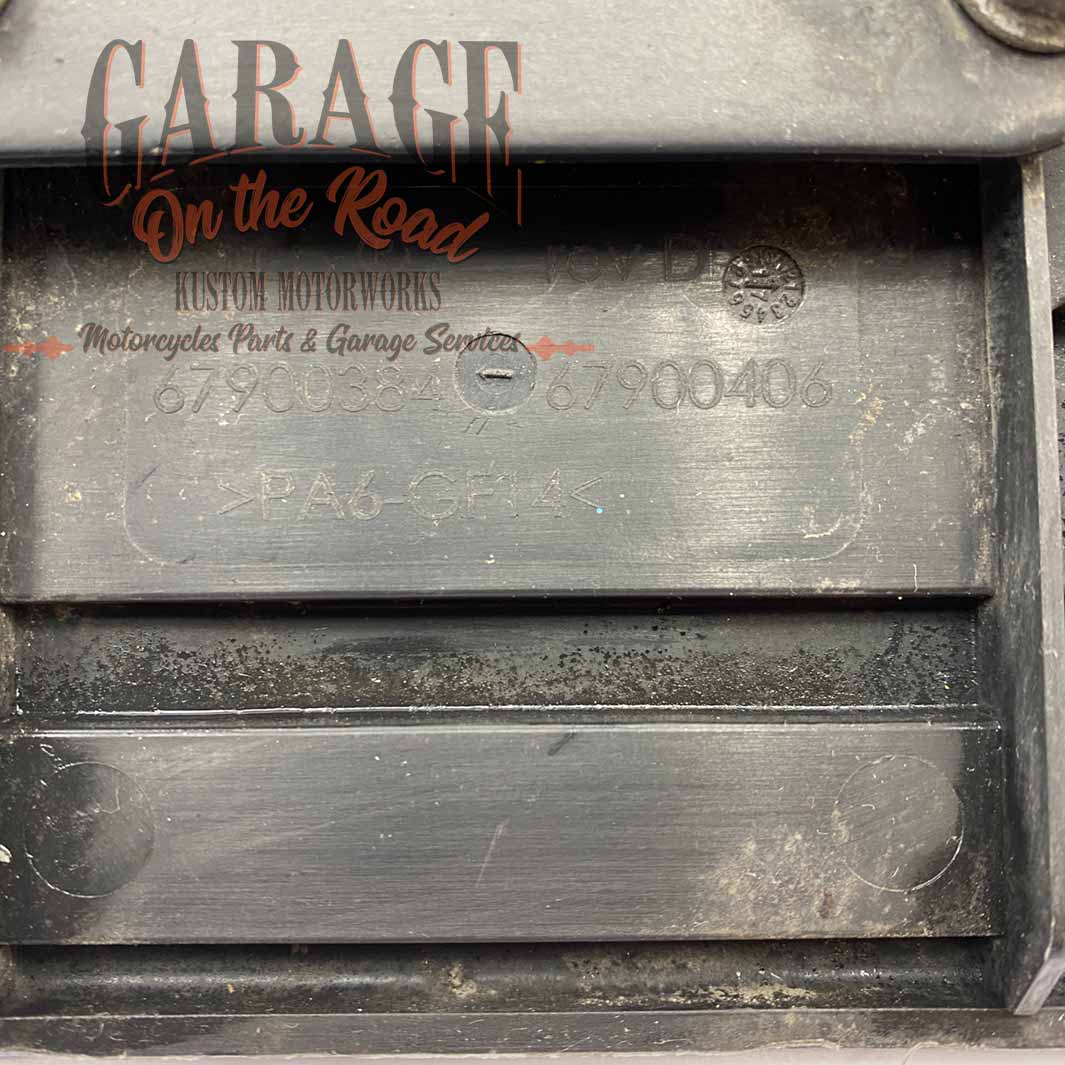 GARAGE
On the Road
KUSTOM MOTORWORKS
Motorcycles Parts & Garage Services
67900384 67900406
>PA6-GF14<